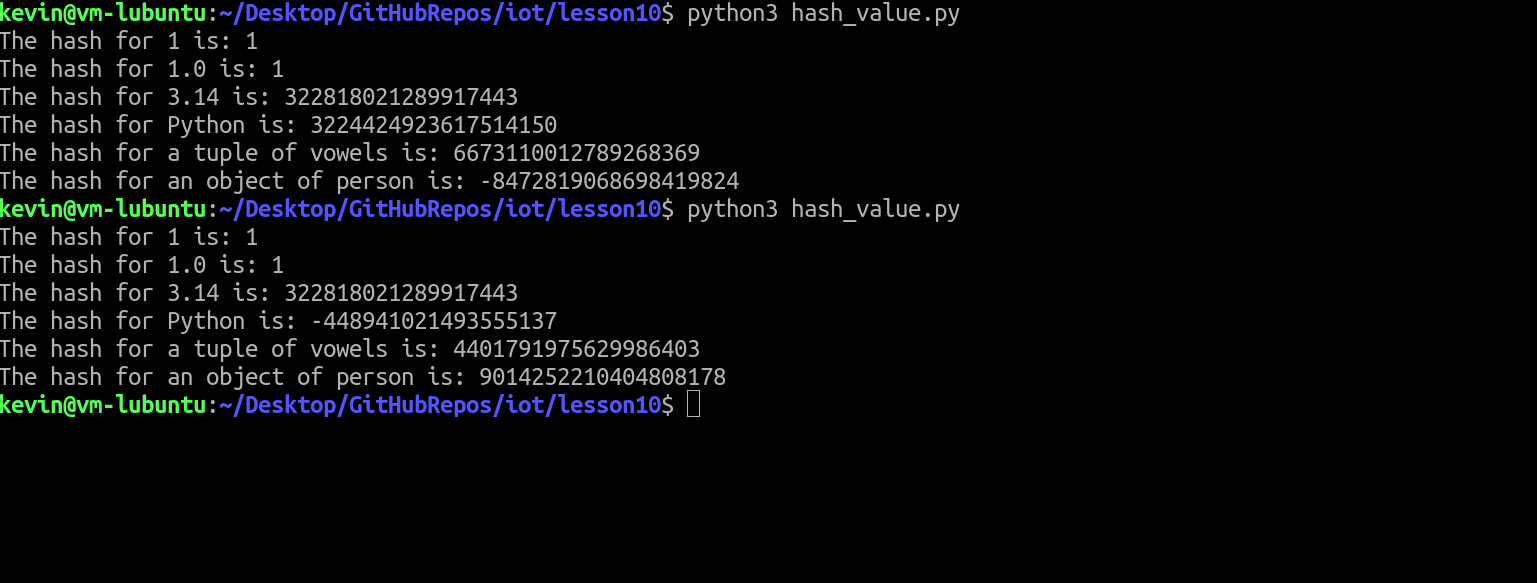 kevin@vm-lubuntu:~/Desktop/GitHubRepos/iot/lesson10$ python3 hash_value.py
The hash for 1 is: 1
The hash for 1.0 is: 1
The hash for 3.14 is: 322818021289917443
The hash for Python is: 3224424923617514150
The hash for a tuple of vowels is: 6673110012789268369
The hash for an object of person is: -8472819068698419824
kevin@vm-lubuntu:~/Desktop/GitHubRepos/iot/lesson10$ python3 hash_value.py
The hash for 1 is: 1
The hash for 1.0 is: 1
The hash for 3.14 is: 322818021289917443
The hash for Python is: -448941021493555137
The hash for a tuple of vowels is: 4401791975629986403
The hash for an object of person is: 9014252210404808178
kevin@vm-lubuntu:~/Desktop/GitHubRepos/iot/lesson10$